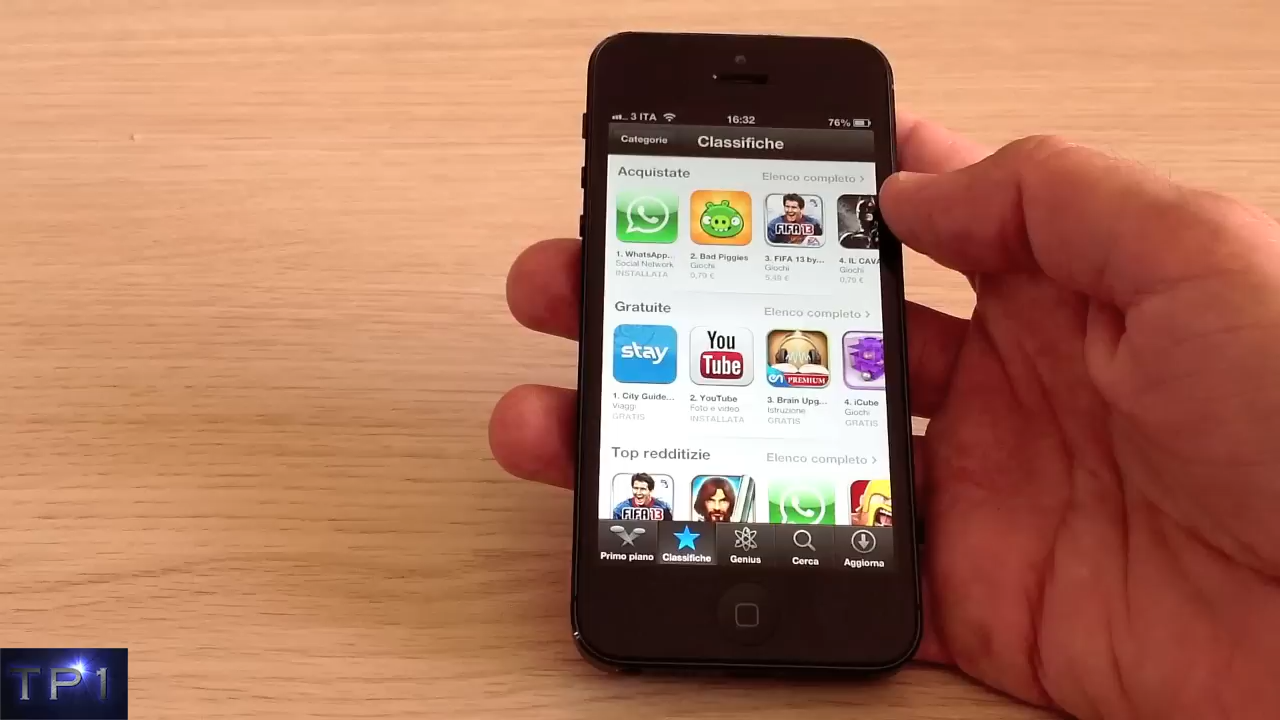 3 ITA 16:32 76%
Categorie Classifiche
Acquistate Elenco completo >
FIFA 13
EA
1. WhatsApp... 2. Bad Piggies 3. FIFA 13 by... 4. IL CAVA
Social Network Giochi Giochi Giochi
INSTALLATA 0,79 € 5,49 € 0,79 €
Gratuite Elenco completo >
stay You Tube PREMIUM
1. City Guide... 2. YouTube 3. Brain Upg... 4. iCube
Viaggi Foto e video Istruzione Giochi
GRATIS INSTALLATA GRATIS GRATIS
Top redditizie Elenco completo >
FIFA 13
Primo piano Classifiche Genius Cerca Aggiorna
TP1